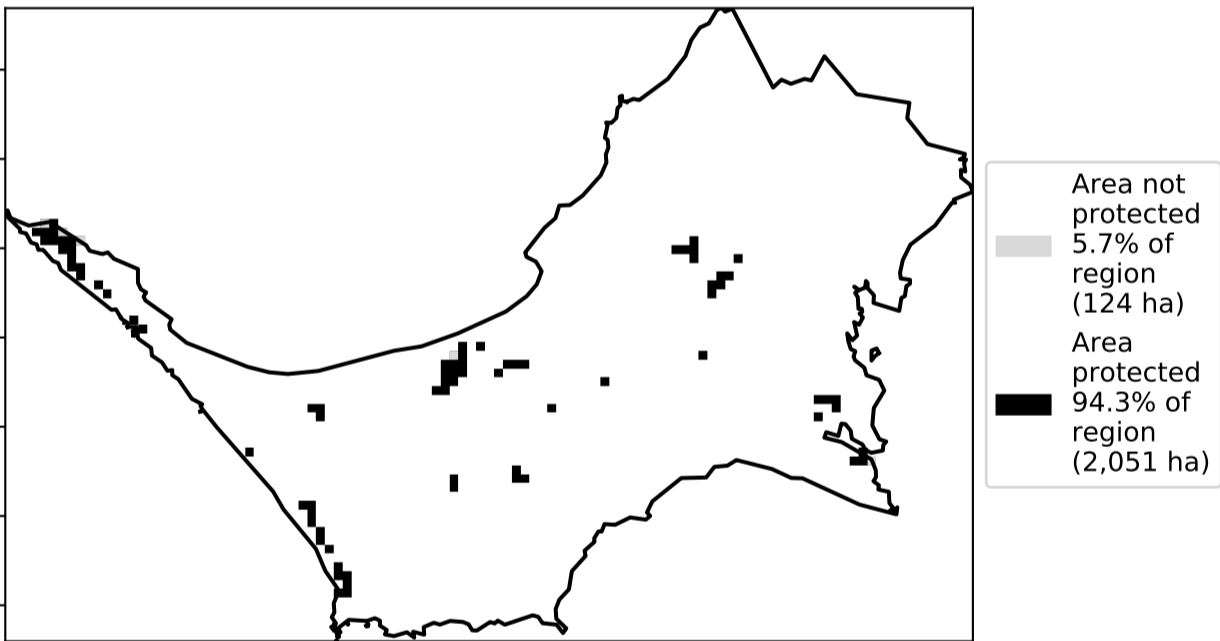 Area not
protected
5.7% of
region
(124 ha)
Area
protected
94.3% of
region
(2,051 ha)